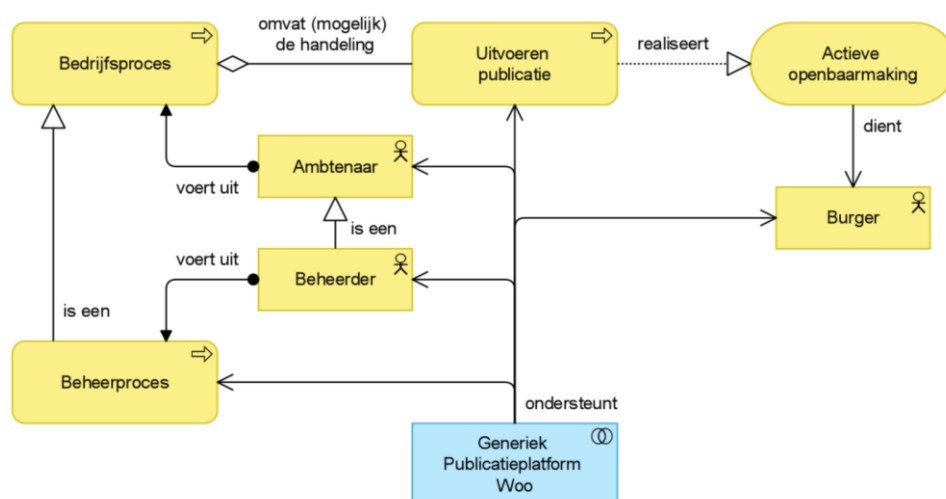 omvat (mogelijk)
de handeling
Bedrijfsproces
Uitvoeren
publicatie
realiseert
Actieve
openbaarmaking
dient
Ambtenaar
voert uit
is een
Burger
voert uit
Beheerder
is een
Beheerproces
ondersteunt
Generiek
Publicatieplatform
Woo